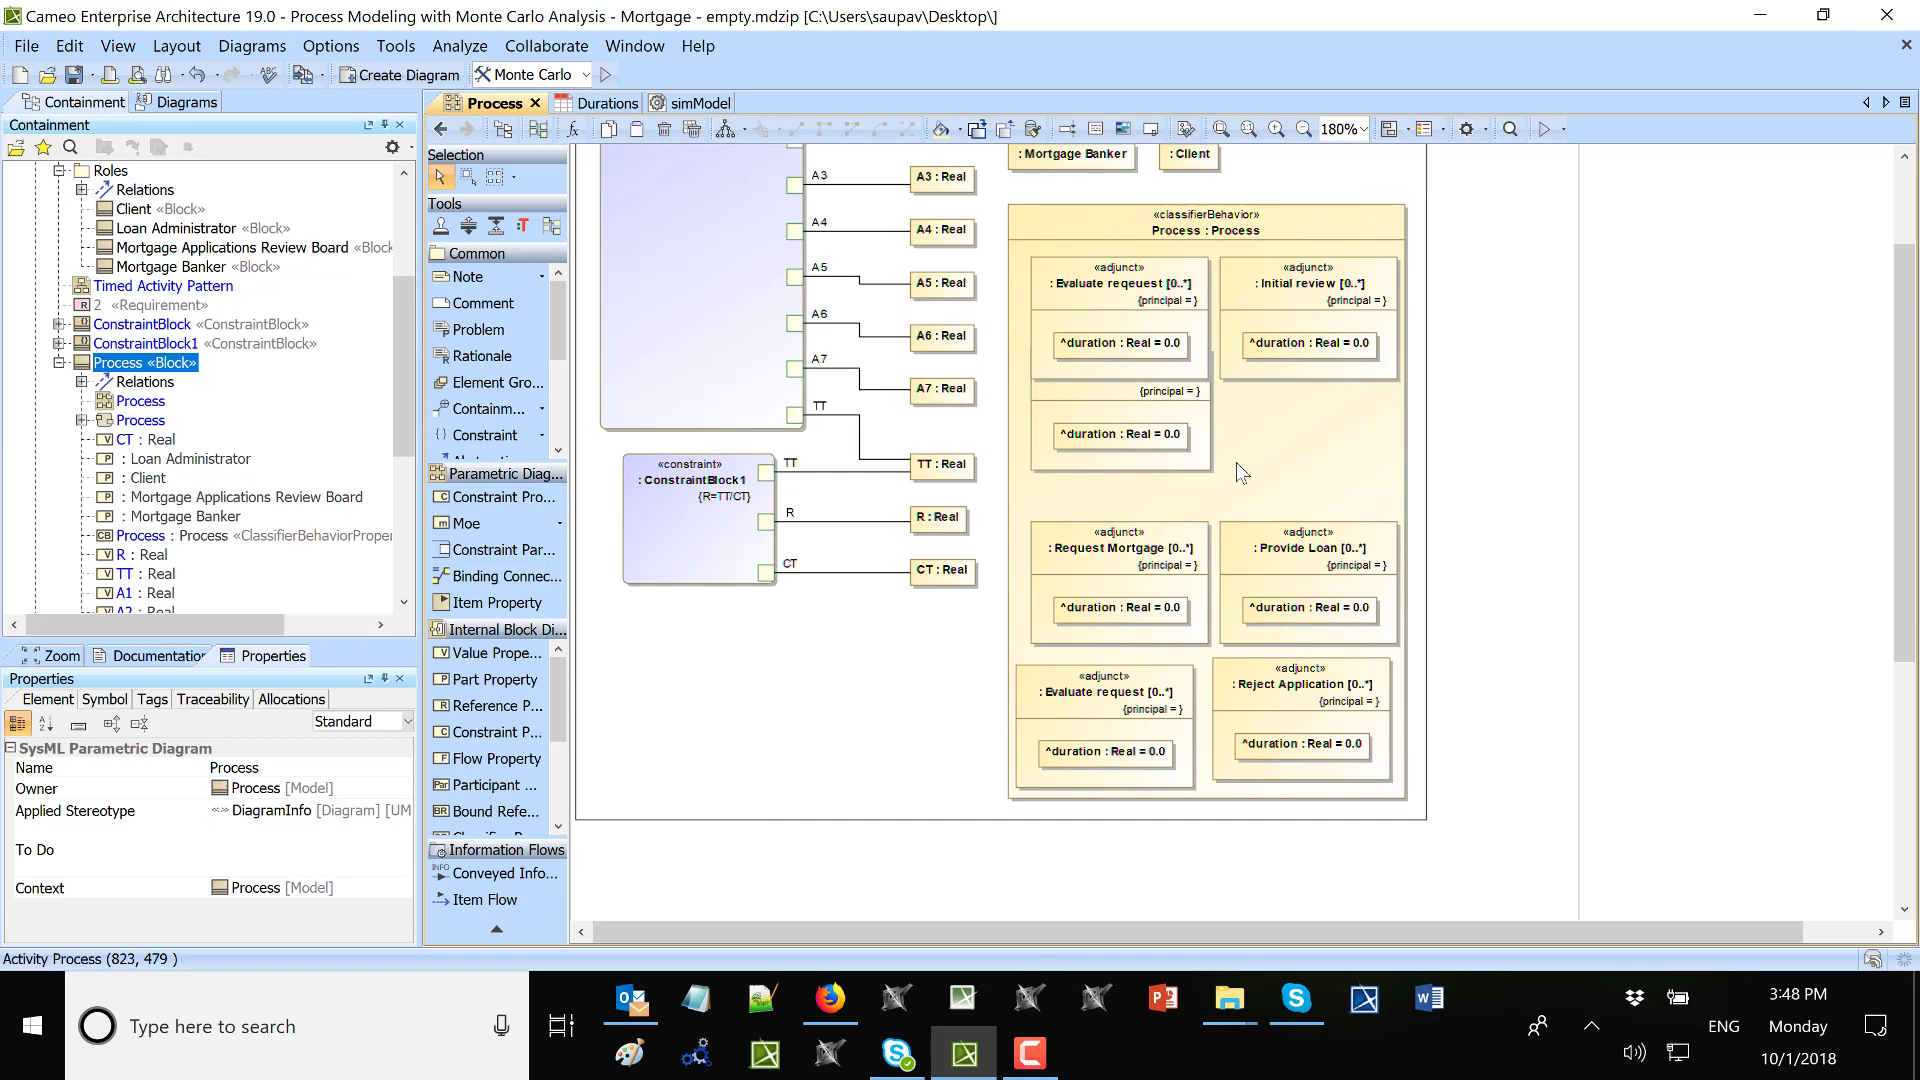 Cameo Enterprise Architecture 19.0 - Process Modeling with Monte Carlo Analysis - Mortgage - empty.mdzip [C:\Users\saupav\Desktop\]
File Edit View Layout Diagrams Options Tools Analyze Collaborate Window Help
Create Diagram Monte Carlo
Containment Diagrams
Containment
Roles
Relations
Client «Block»
Loan Administrator «Block»
Mortgage Applications Review Board «Bloc
Mortgage Banker «Block»
Timed Activity Pattern
R 2 «Requirement»
ConstraintBlock «ConstraintBlock»
ConstraintBlock1 «ConstraintBlock»
Process «Block»
Relations
Process
Process
V CT : Real
P : Loan Administrator
P : Client
P : Mortgage Applications Review Board
P : Mortgage Banker
CB Process : Process «ClassifierBehaviorProper
V R : Real
V TT : Real
V A1 : Real
Zoom Documentation Properties
Properties
Element Symbol Tags Traceability Allocations
Standard
SysML Parametric Diagram
Name Process
Owner Process [Model]
Applied Stereotype «» DiagramInfo [Diagram] [UM
To Do
Context Process [Model]
Activity Process (823, 479 )
Process Durations simModel
180%
Selection
Tools
Common
Note
Comment
Problem
Rationale
Element Gro...
Containm...
Constraint
Parametric Diag...
Constraint Pro...
Moe
Constraint Par...
Binding Connec...
Item Property
Internal Block Di...
Value Prope...
Part Property
Reference P...
Constraint P...
Flow Property
Participant ...
Bound Refe...
Information Flows
Conveyed Info...
Item Flow
A3 A3 : Real
A4 A4 : Real
A5 A5 : Real
A6 A6 : Real
A7 A7 : Real
TT
«constraint»
: ConstraintBlock1
{R=TT/CT}
TT TT : Real
R R : Real
CT CT : Real
: Mortgage Banker : Client
«classifierBehavior»
Process : Process
«adjunct»
: Evaluate reqeuest [0..*]
{principal = }
^duration : Real = 0.0
«adjunct»
: Initial review [0..*]
{principal = }
^duration : Real = 0.0
{principal = }
^duration : Real = 0.0
«adjunct»
: Request Mortgage [0..*]
{principal = }
^duration : Real = 0.0
«adjunct»
: Provide Loan [0..*]
{principal = }
^duration : Real = 0.0
«adjunct»
: Evaluate request [0..*]
{principal = }
^duration : Real = 0.0
«adjunct»
: Reject Application [0..*]
{principal = }
^duration : Real = 0.0
Type here to search
ENG
3:48 PM
Monday
10/1/2018